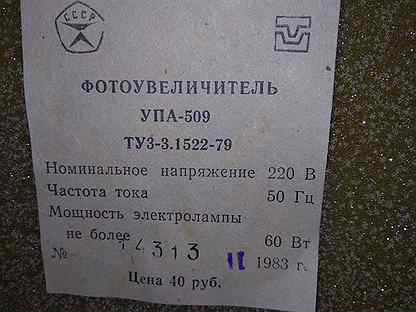 СССР
ФОТОУВЕЛИЧИТЕЛЬ
УПА-509
ТУ3-3.1522-79
Номинальное напряжение 220 В
Частота тока 50 Гц
Мощность электролампы
не более 60 Вт
№ 14313 II 1983 г.
Цена 40 руб.